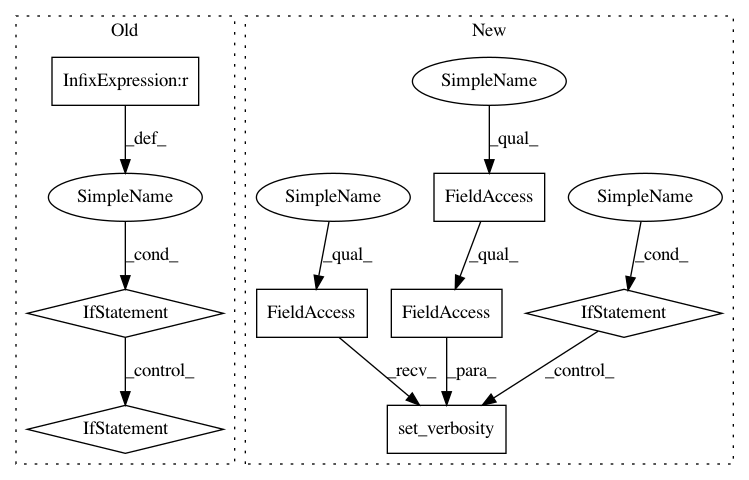 Old
New
InfixExpression:r
SimpleName
_def_
_qual_
SimpleName
SimpleName
FieldAccess
SimpleName
_cond_
_qual_
_qual_
_cond_
IfStatement
FieldAccess
FieldAccess
IfStatement
_control_
_recv_
_para_
_control_
IfStatement
set_verbosity